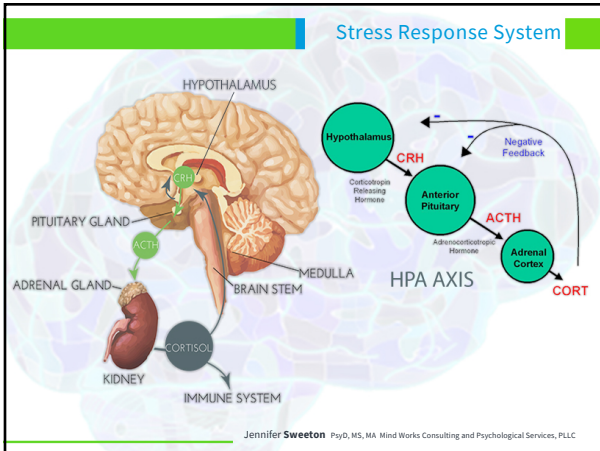 Stress Response System
HYPOTHALAMUS
CRH
PITUITARY GLAND
ACTH
ADRENAL GLAND
MEDULLA
BRAIN STEM
CORTISOL
KIDNEY
IMMUNE SYSTEM
Hypothalamus
-
-
Negative
Feedback
CRH
Corticotropin
Releasing
Hormone
Anterior
Pituitary
ACTH
Adrenocorticotropic
Hormone
Adrenal
Cortex
HPA AXIS
CORT
Jennifer Sweeton PsyD, MS, MA Mind Works Consulting and Psychological Services, PLLC